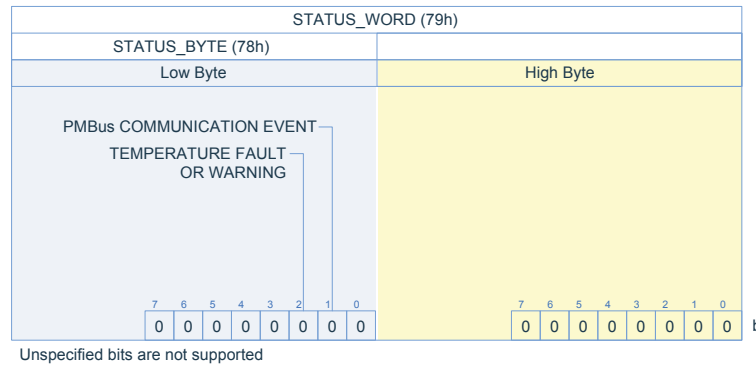 STATUS_WORD (79h)
STATUS_BYTE (78h)
Low Byte High Byte
PMBus COMMUNICATION EVENT
TEMPERATURE FAULT
OR WARNING
7 6 5 4 3 2 1 0 7 6 5 4 3 2 1 0
0 0 0 0 0 0 0 0 0 0 0 0 0 0 0 0
Unspecified bits are not supported